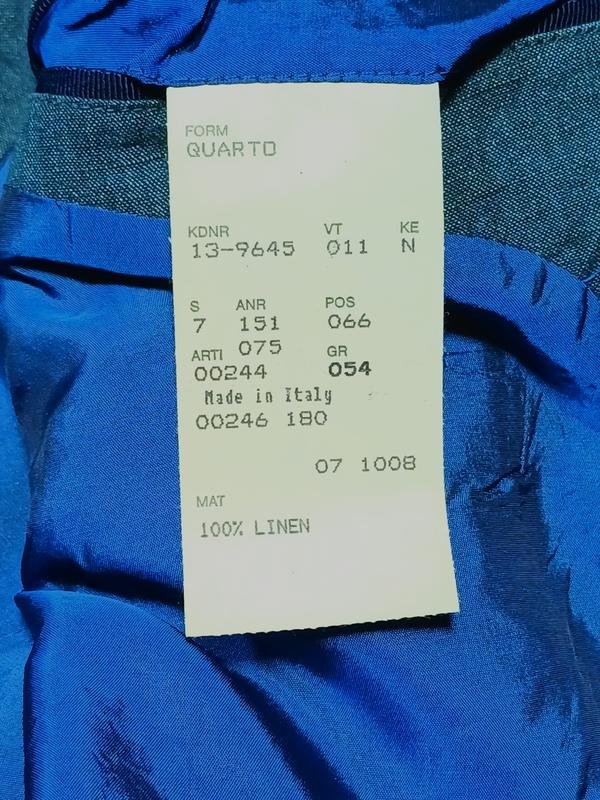 FORM
QUARTO
KDNR VT KE
13-9645 011 N
S ANR POS
7 151 066
ARTI 075 GR
00244 054
Made in Italy
00246 180
07 1008
MAT
100% LINEN